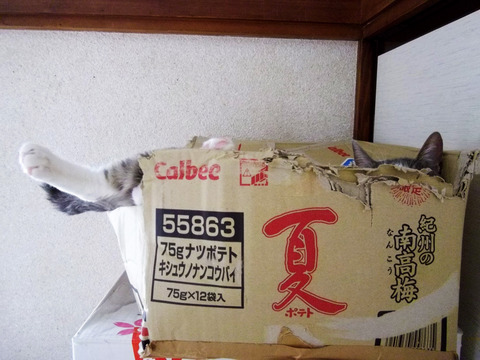 Calbee
55863
75gナツポテト
キシュウノナンコウバイ
75g×12袋入
夏
ポテト
紀州の
南高梅
なんこう